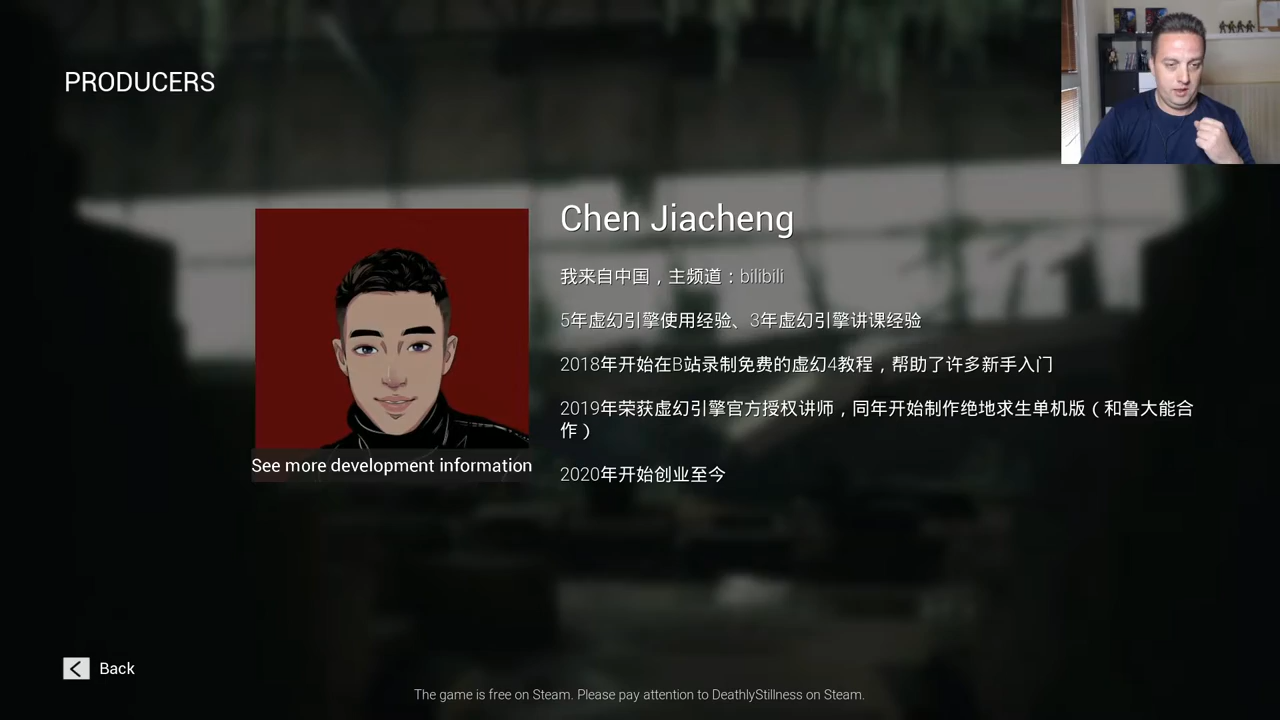 PRODUCERS
Chen Jiacheng
我来自中国，主频道：bilibili
5年虚幻引擎使用经验、3年虚幻引擎讲课经验
2018年开始在B站录制免费的虚幻4教程，帮助了许多新手入门
2019年荣获虚幻引擎官方授权讲师，同年开始制作绝地求生单机版（和鲁大能合
作）
2020年开始创业至今
See more development information
Back
The game is free on Steam. Please pay attention to DeathlyStillness on Steam.